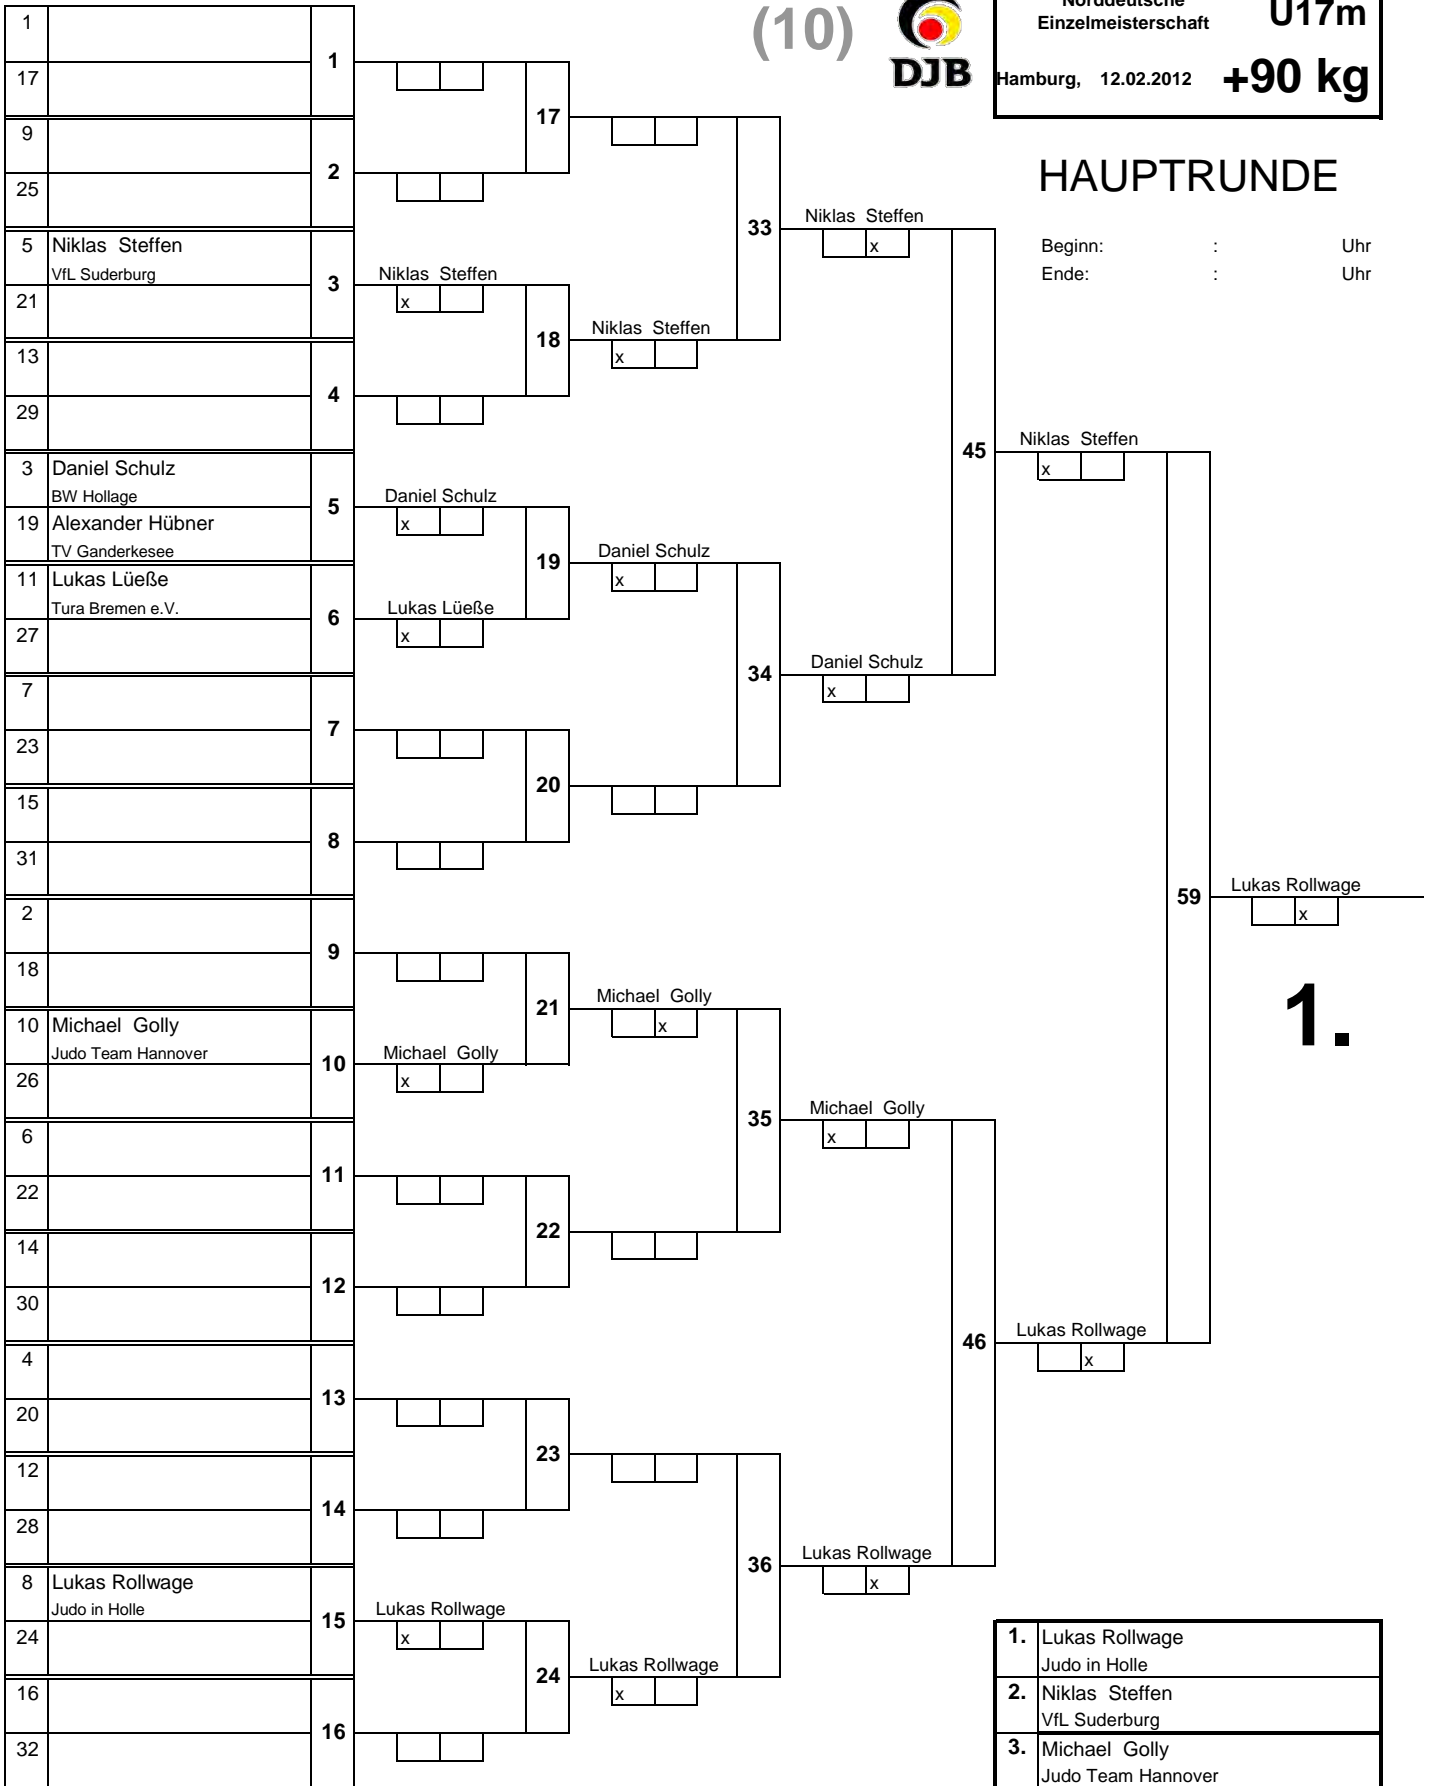 (10)
DJB
Norddeutsche
Einzelmeisterschaft
U17m
Hamburg, 12.02.2012 +90 kg
HAUPTRUNDE
Beginn: : Uhr
Ende: : Uhr
1
17
1
9
25
2
17
5 Niklas Steffen
VfL Suderburg
21
3
Niklas Steffen
x
13
29
4
18
Niklas Steffen
x
33
Niklas Steffen
x
3 Daniel Schulz
BW Hollage
19 Alexander Hübner
TV Ganderkesee
5
Daniel Schulz
x
11 Lukas Lüeße
Tura Bremen e.V.
27
6
Lukas Lüeße
x
19
Daniel Schulz
x
7
23
7
15
31
8
20
34
Daniel Schulz
x
45
Niklas Steffen
x
2
18
9
10 Michael Golly
Judo Team Hannover
26
10
Michael Golly
x
21
Michael Golly
x
6
22
11
14
30
12
22
35
Michael Golly
x
4
20
13
12
28
14
23
8 Lukas Rollwage
Judo in Holle
24
15
Lukas Rollwage
x
16
32
16
24
Lukas Rollwage
x
36
Lukas Rollwage
x
46
Lukas Rollwage
x
59
Lukas Rollwage
x
1.
1. Lukas Rollwage
Judo in Holle
2. Niklas Steffen
VfL Suderburg
3. Michael Golly
Judo Team Hannover